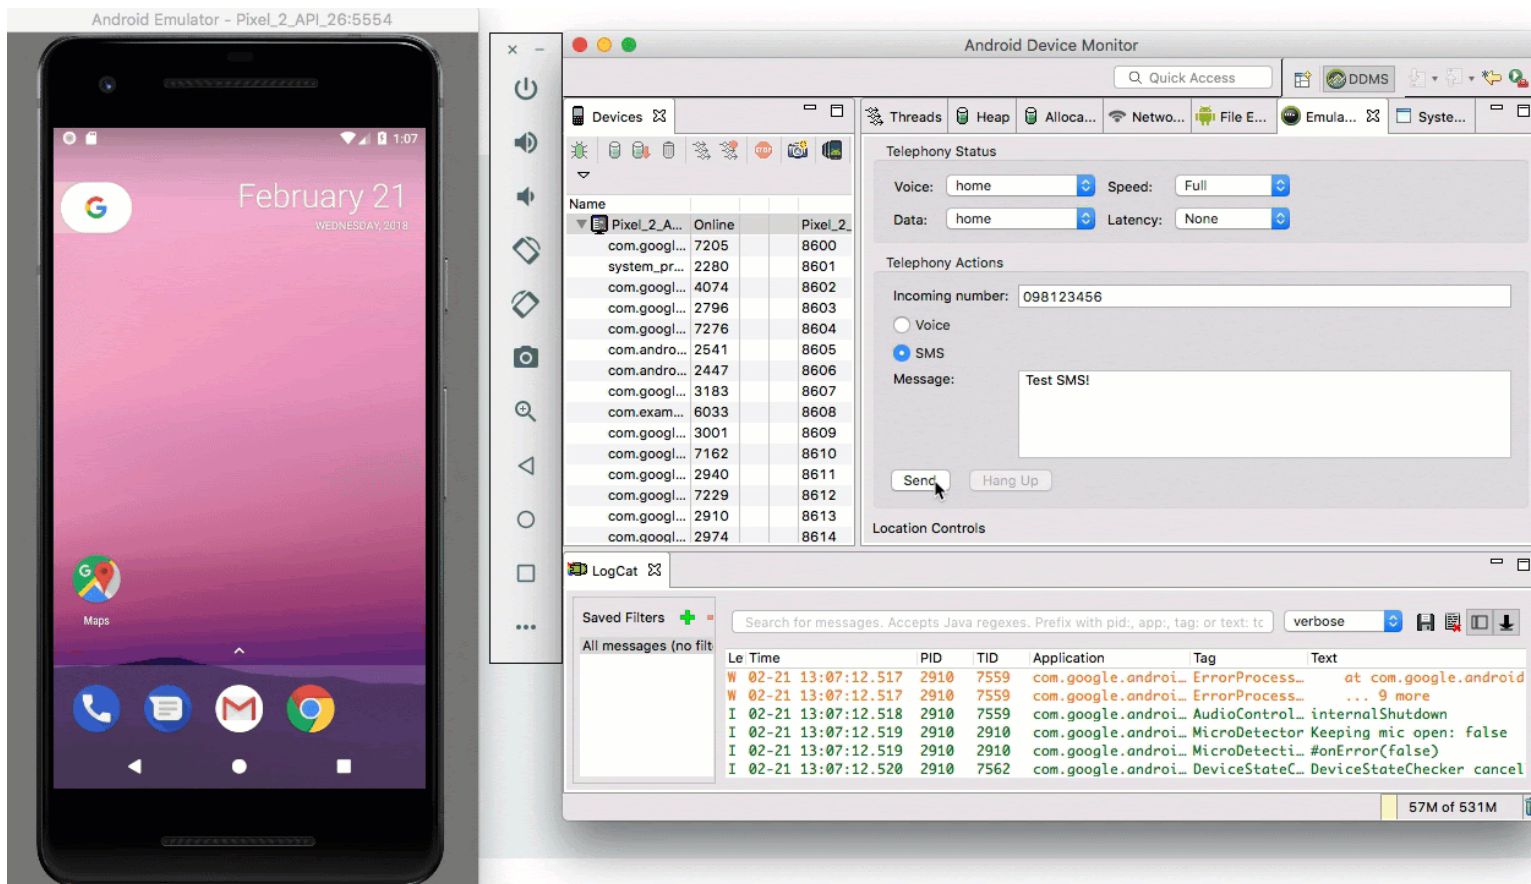 Android Emulator - Pixel_2_API_26:5554
1:07
G
February 21
WEDNESDAY, 2018
Maps
Android Device Monitor
Quick Access
DDMS
Devices
Threads
Heap
Alloca...
Netwo...
File E...
Emula...
Syste...
Name
Pixel_2_A... Online Pixel_2_
com.googl... 7205 8600
system_pr... 2280 8601
com.googl... 4074 8602
com.googl... 2796 8603
com.googl... 7276 8604
com.andro... 2541 8605
com.andro... 2447 8606
com.googl... 3183 8607
com.exam... 6033 8608
com.googl... 3001 8609
com.googl... 7162 8610
com.googl... 2940 8611
com.googl... 7229 8612
com.googl... 2910 8613
com.googl... 2974 8614
Telephony Status
Voice: home Speed: Full
Data: home Latency: None
Telephony Actions
Incoming number: 098123456
Voice
SMS
Message: Test SMS!
Send Hang Up
Location Controls
LogCat
Saved Filters
All messages (no filt
Search for messages. Accepts Java regexes. Prefix with pid:, app:, tag: or text: to
verbose
Le Time PID TID Application Tag Text
W 02-21 13:07:12.517 2910 7559 com.google.androi… ErrorProcess… at com.google.android
W 02-21 13:07:12.517 2910 7559 com.google.androi… ErrorProcess… ... 9 more
I 02-21 13:07:12.518 2910 7559 com.google.androi… AudioControl… internalShutdown
I 02-21 13:07:12.519 2910 2910 com.google.androi… MicroDetector Keeping mic open: false
I 02-21 13:07:12.519 2910 2910 com.google.androi… MicroDetecti… #onError(false)
I 02-21 13:07:12.520 2910 7562 com.google.androi… DeviceStateC… DeviceStateChecker cancel
57M of 531M